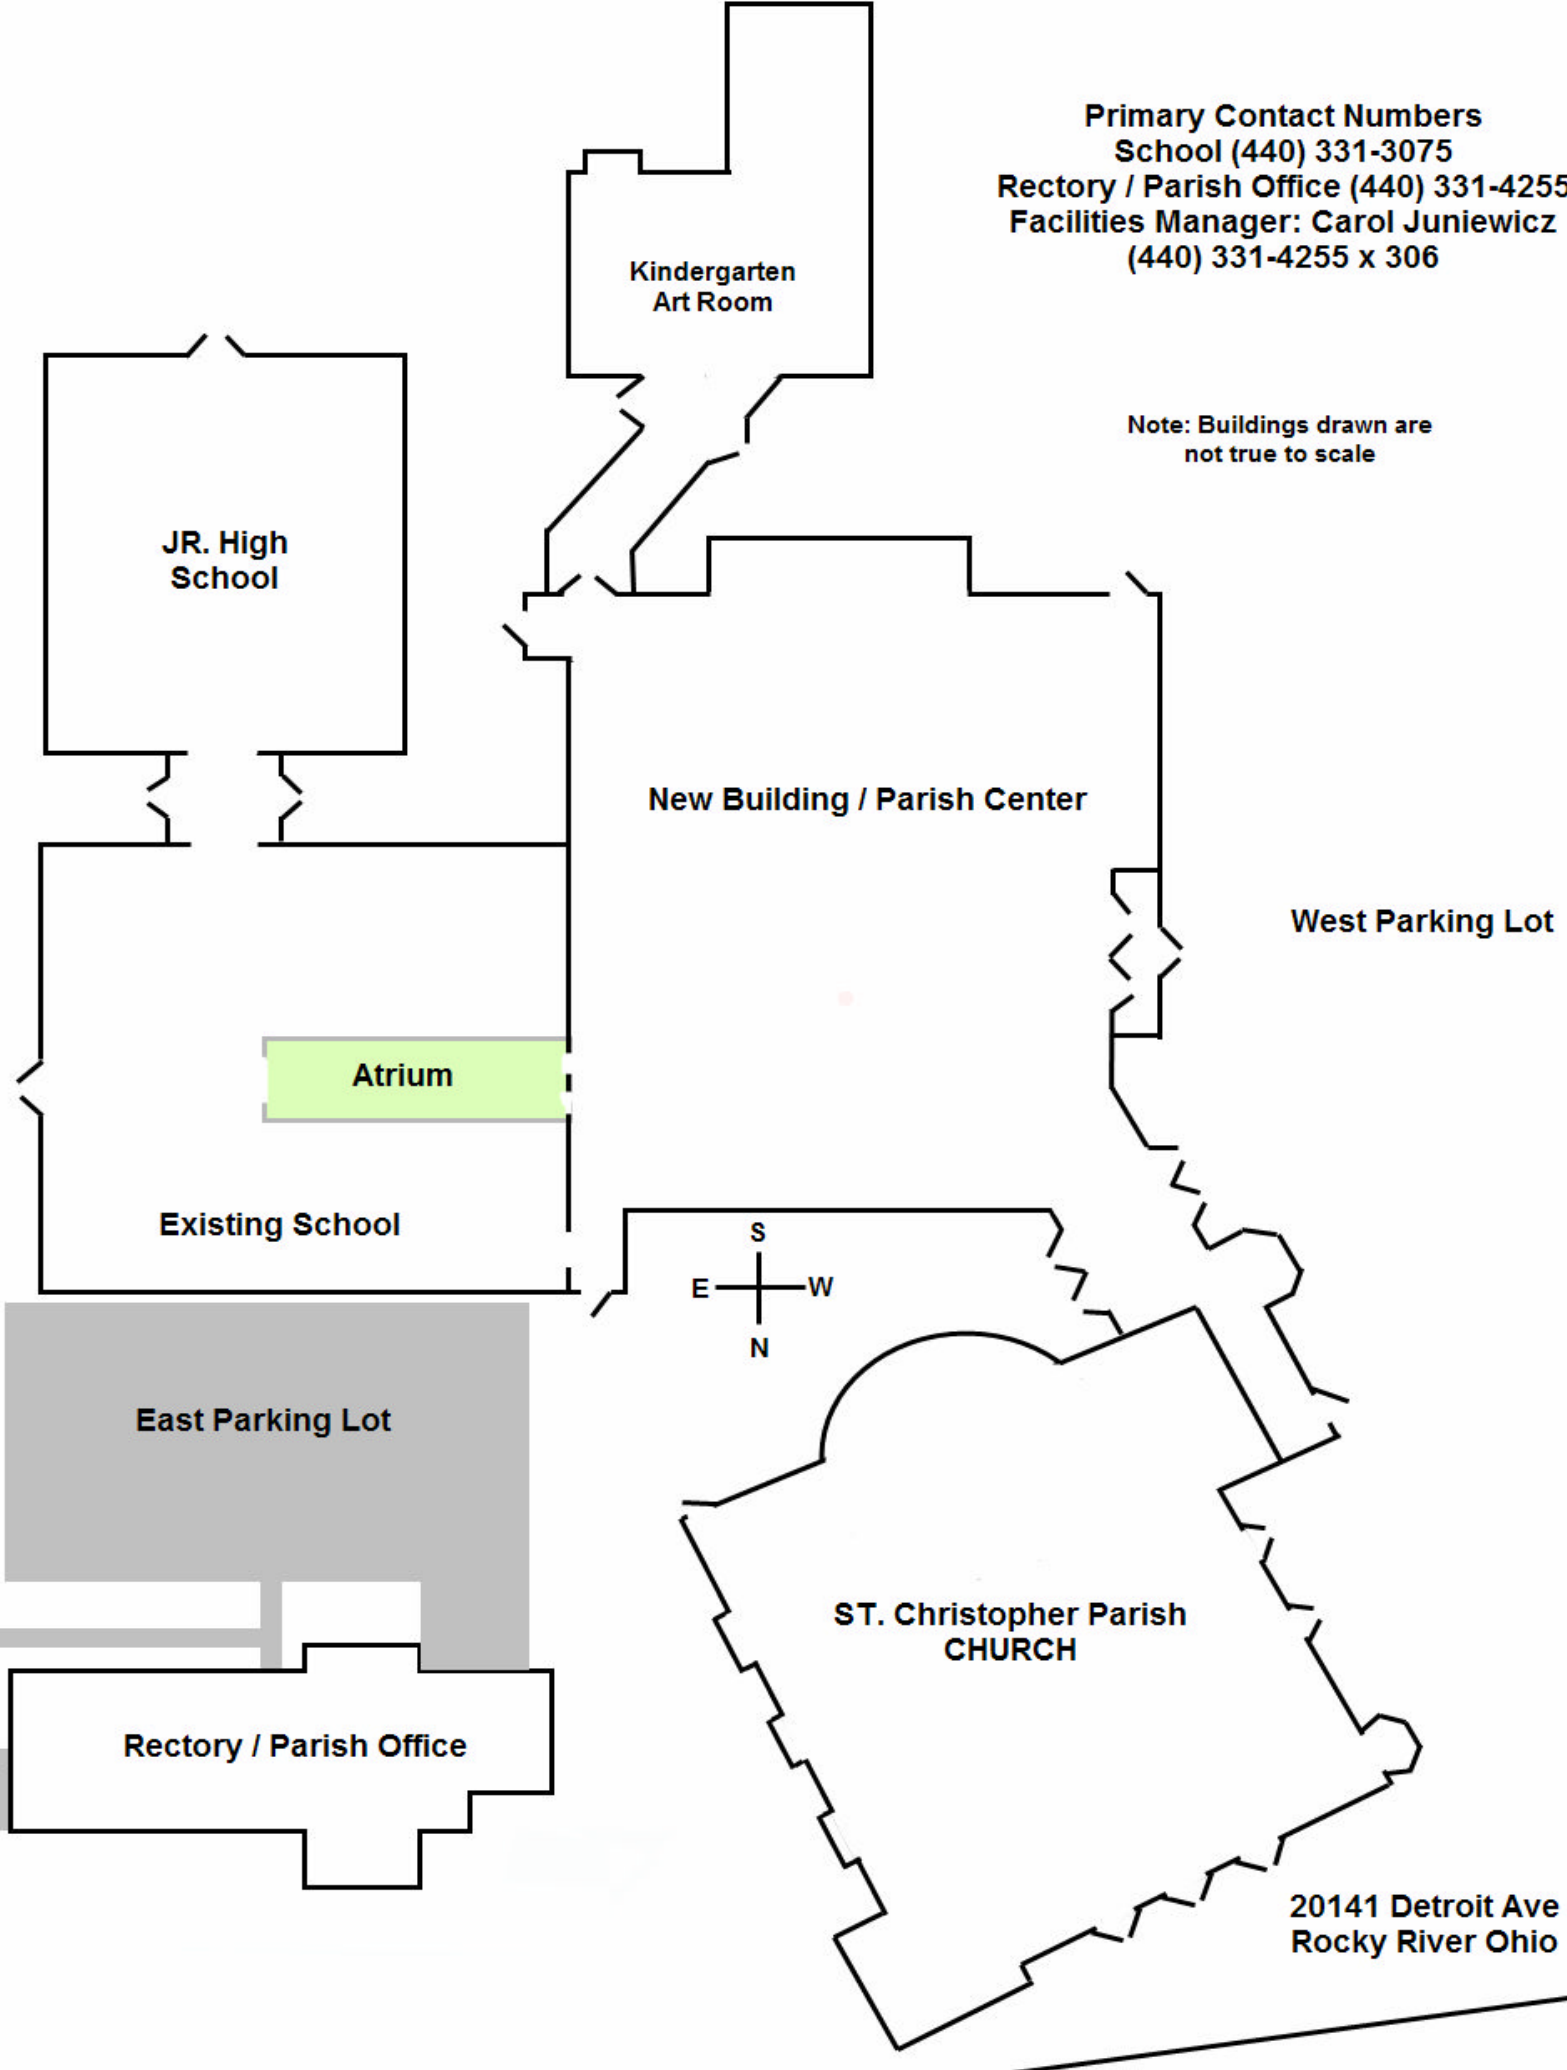 Primary Contact Numbers
School (440) 331-3075
Rectory / Parish Office (440) 331-4255
Facilities Manager: Carol Juniewicz
(440) 331-4255 x 306
Kindergarten
Art Room
Note: Buildings drawn are
not true to scale
JR. High
School
New Building / Parish Center
West Parking Lot
Atrium
Existing School
S
E
W
N
East Parking Lot
ST. Christopher Parish
CHURCH
Rectory / Parish Office
20141 Detroit Ave
Rocky River Ohio